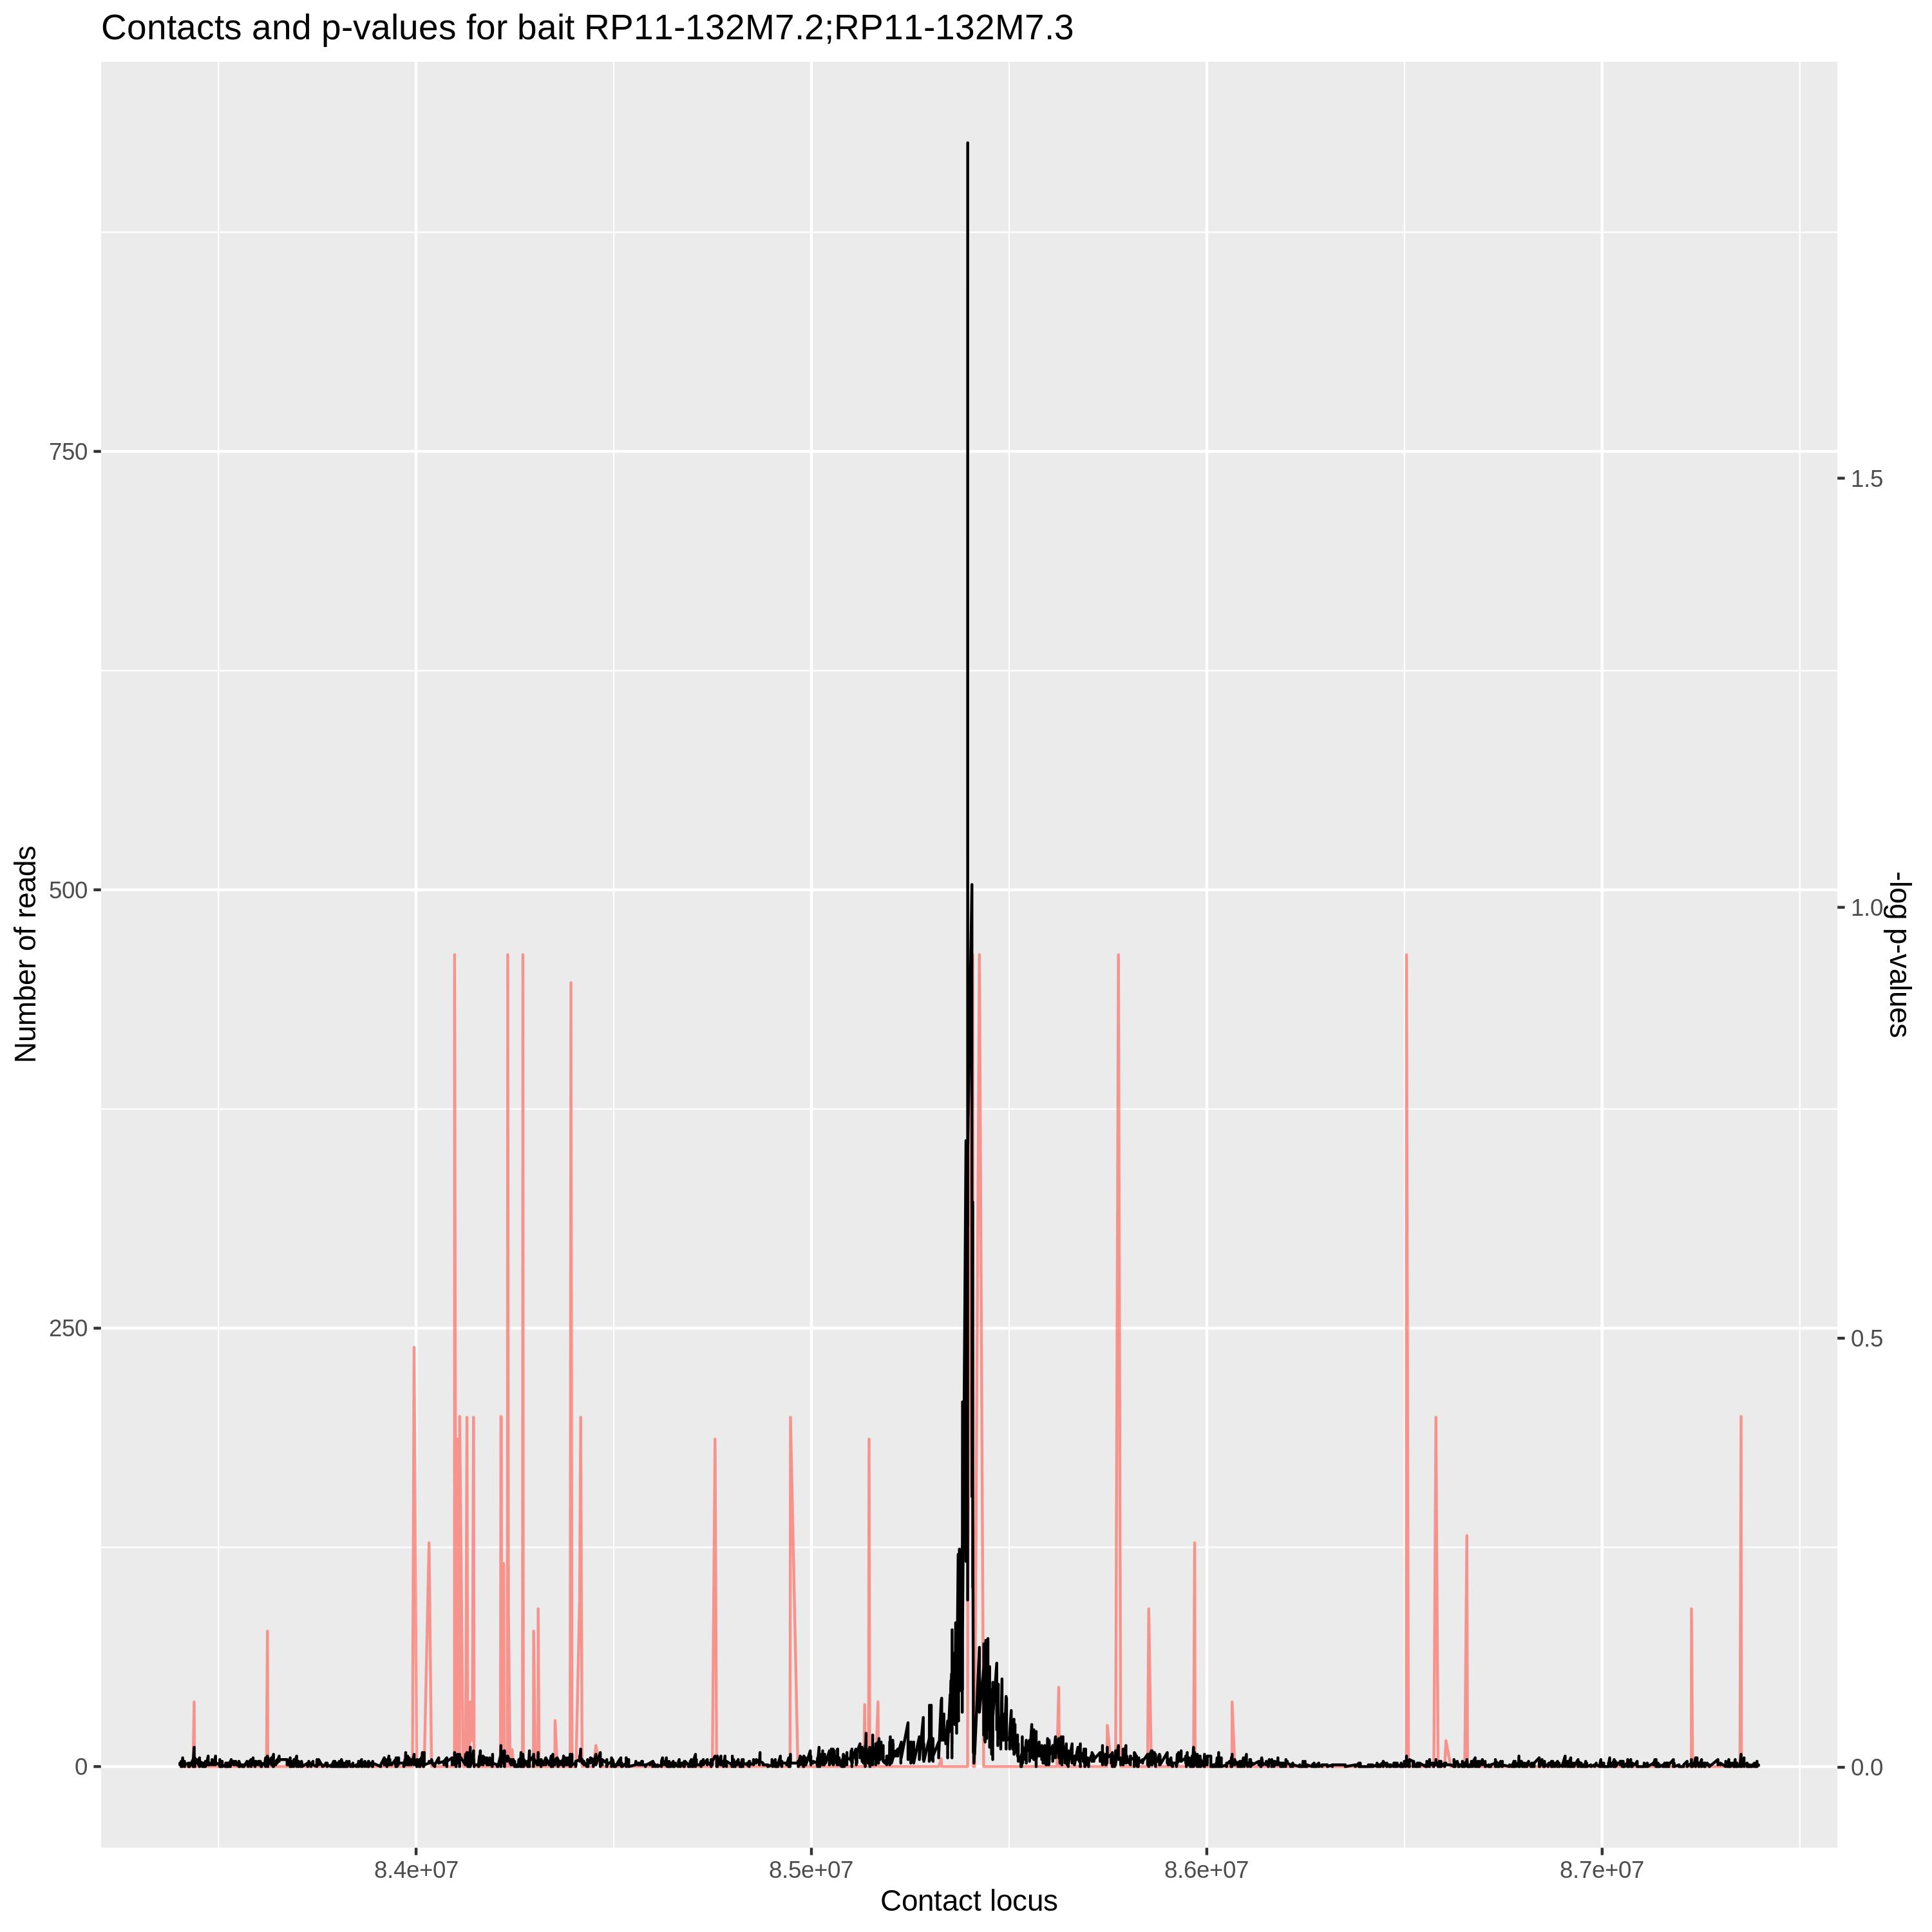 Contacts and p-values for bait RP11-132M7.2;RP11-132M7.3
Number of reads
750
500
250
0
1.5
1.0
0.5
0.0
-log p-values
8.4e+07 8.5e+07 8.6e+07 8.7e+07
Contact locus